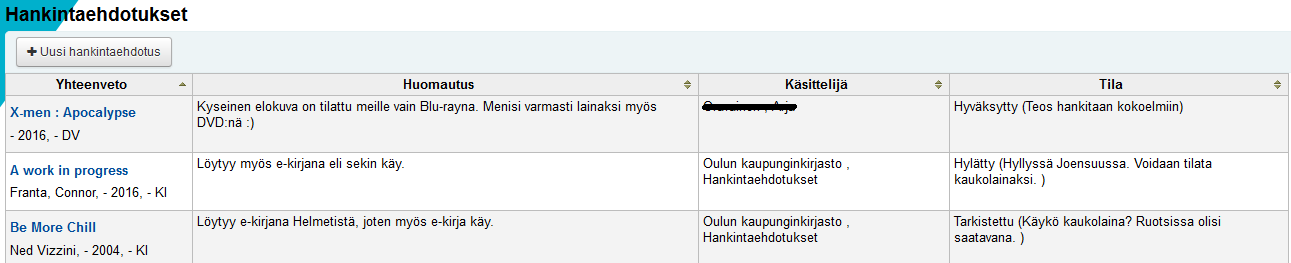 Hankintaehdotukset
+ Uusi hankintaehdotus
Yhteenveto Huomautus Käsittelijä Tila
X-men : Apocalypse
- 2016, - DV
Kyseinen elokuva on tilattu meille vain Blu-rayna. Menisi varmasti lainaksi myös
DVD:nä :)
Hyväksytty (Teos hankitaan kokoelmiin)
A work in progress
Franta, Connor, - 2016, - KI
Löytyy myös e-kirjana eli sekin käy.
Oulun kaupunginkirjasto ,
Hankintaehdotukset
Hylätty (Hyllyssä Joensuussa. Voidaan tilata
kaukolainaksi. )
Be More Chill
Ned Vizzini, - 2004, - KI
Löytyy e-kirjana Helmetistä, joten myös e-kirja käy.
Oulun kaupunginkirjasto ,
Hankintaehdotukset
Tarkistettu (Käykö kaukolaina? Ruotsissa olisi
saatavana. )